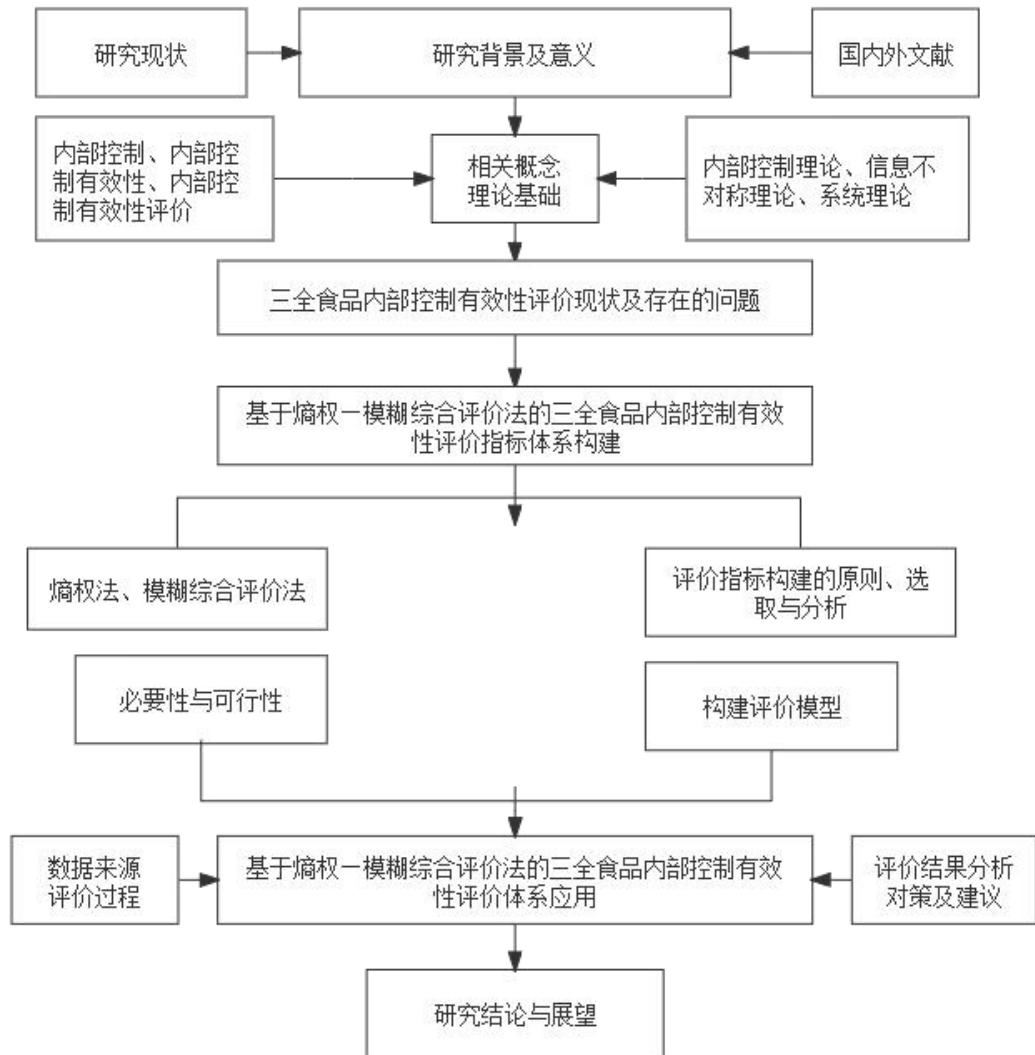 研究现状
研究背景及意义
国内外文献
内部控制、内部控
制有效性、内部控
制有效性评价
相关概念
理论基础
内部控制理论、信息不
对称理论、系统理论
三全食品内部控制有效性评价现状及存在的问题
基于熵权一模糊综合评价法的三全食品内部控制有效
性评价指标体系构建
熵权法、模糊综合评价法
评价指标构建的原则、选
取与分析
必要性与可行性
构建评价模型
数据来源
评价过程
基于熵权一模糊综合评价法的三全食品内部控制有效
性评价体系应用
评价结果分析
对策及建议
研究结论与展望